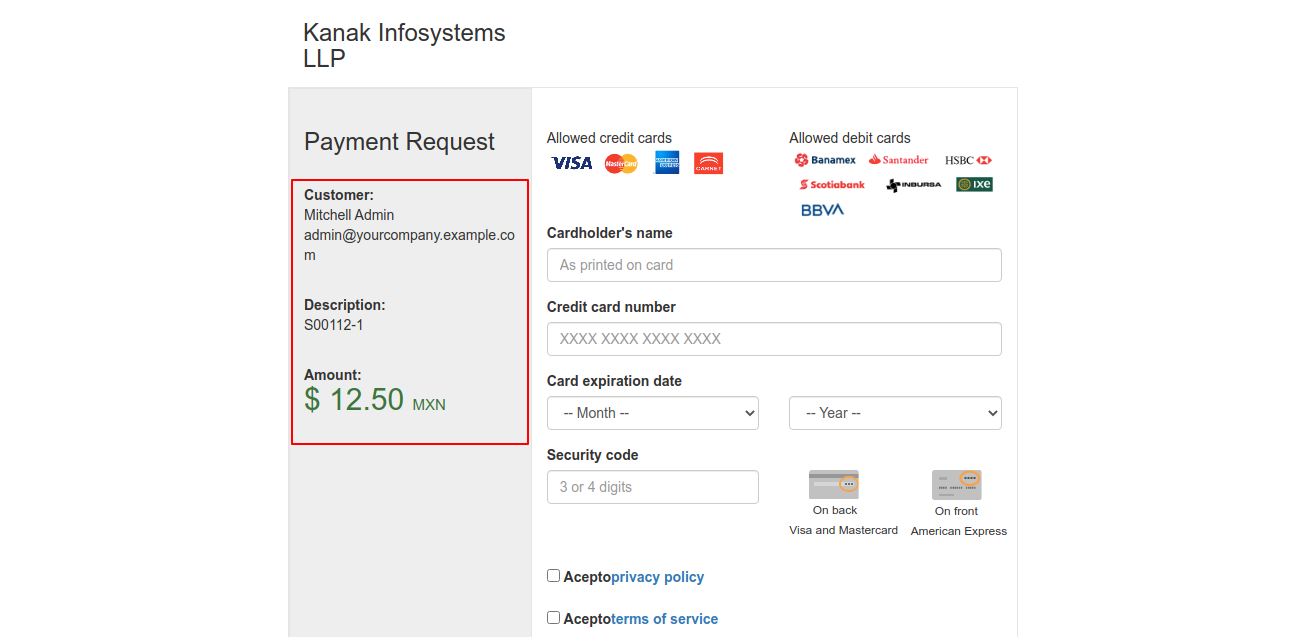 Kanak Infosystems
LLP
Payment Request
Customer:
Mitchell Admin
admin@yourcompany.example.co
m
Description:
S00112-1
Amount:
$ 12.50 MXN
Allowed credit cards
VISA MasterCard AMERICAN EXPRESS CARNET
Allowed debit cards
Banamex Santander HSBC
Scotiabank INBURSA IXE
BBVA
Cardholder's name
As printed on card
Credit card number
XXXX XXXX XXXX XXXX
Card expiration date
-- Month -- -- Year --
Security code
3 or 4 digits
On back
Visa and Mastercard
On front
American Express
Aceptoprivacy policy
Aceptoterms of service